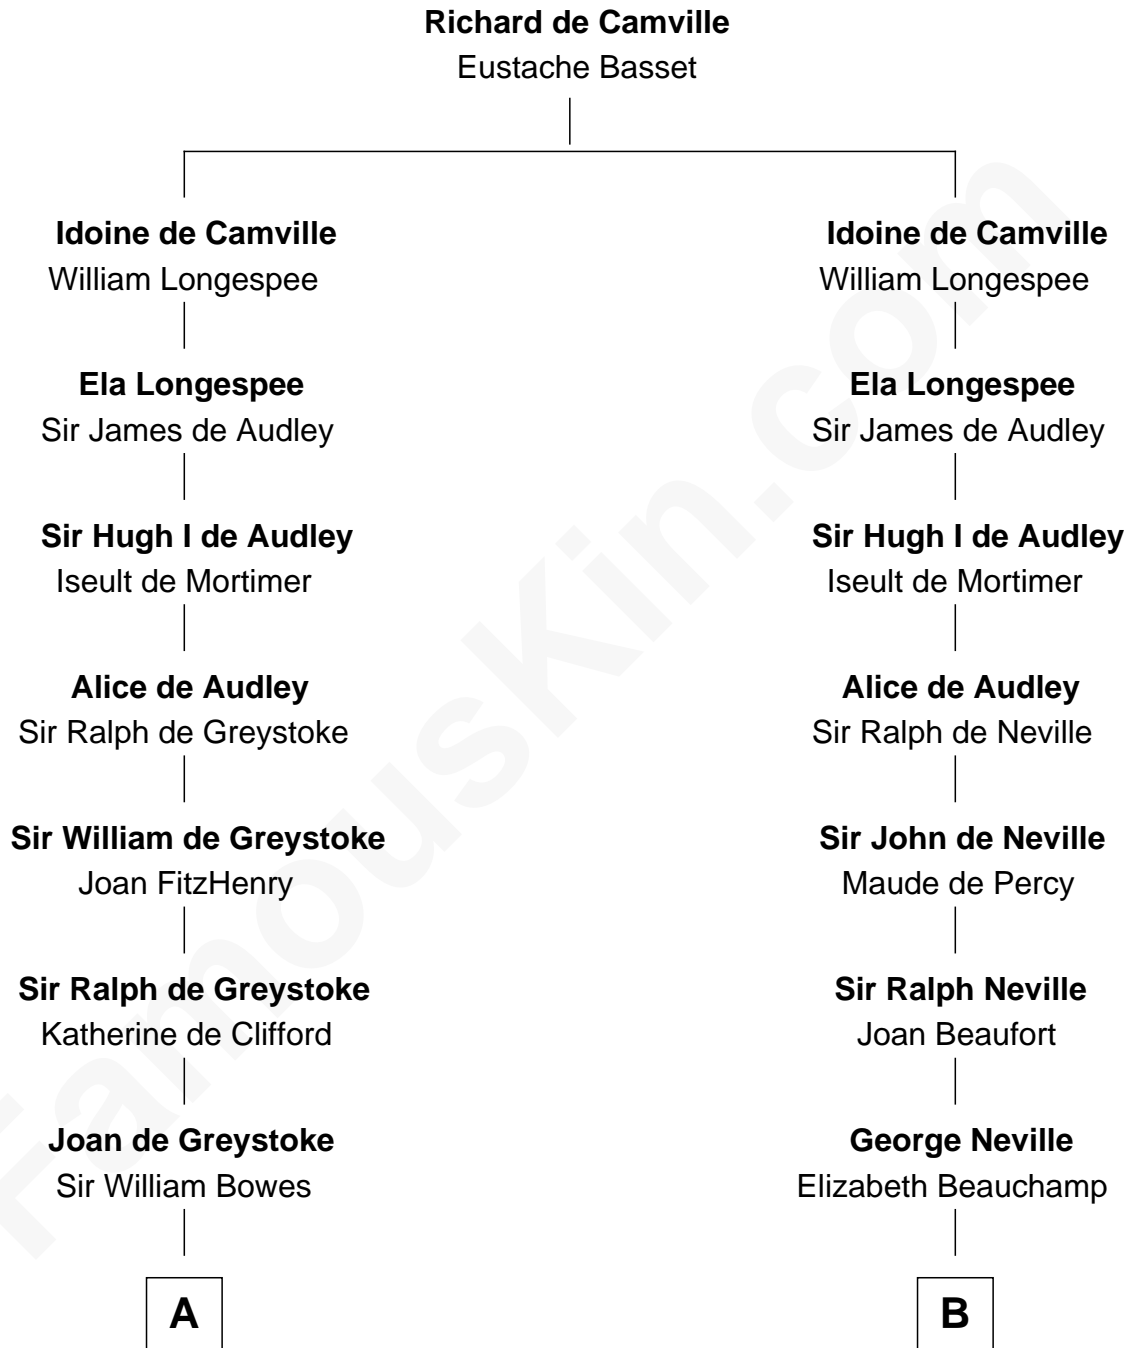 Richard de Camville
Eustache Basset
Idoine de Camville
William Longespee
Idoine de Camville
William Longespee
Ela Longespee
Sir James de Audley
Ela Longespee
Sir James de Audley
Sir Hugh I de Audley
Iseult de Mortimer
Sir Hugh I de Audley
Iseult de Mortimer
Alice de Audley
Sir Ralph de Greystoke
Alice de Audley
Sir Ralph de Neville
Sir William de Greystoke
Joan FitzHenry
Sir John de Neville
Maude de Percy
Sir Ralph de Greystoke
Katherine de Clifford
Sir Ralph Neville
Joan Beaufort
Joan de Greystoke
Sir William Bowes
George Neville
Elizabeth Beauchamp
A
B
FamousKin.com